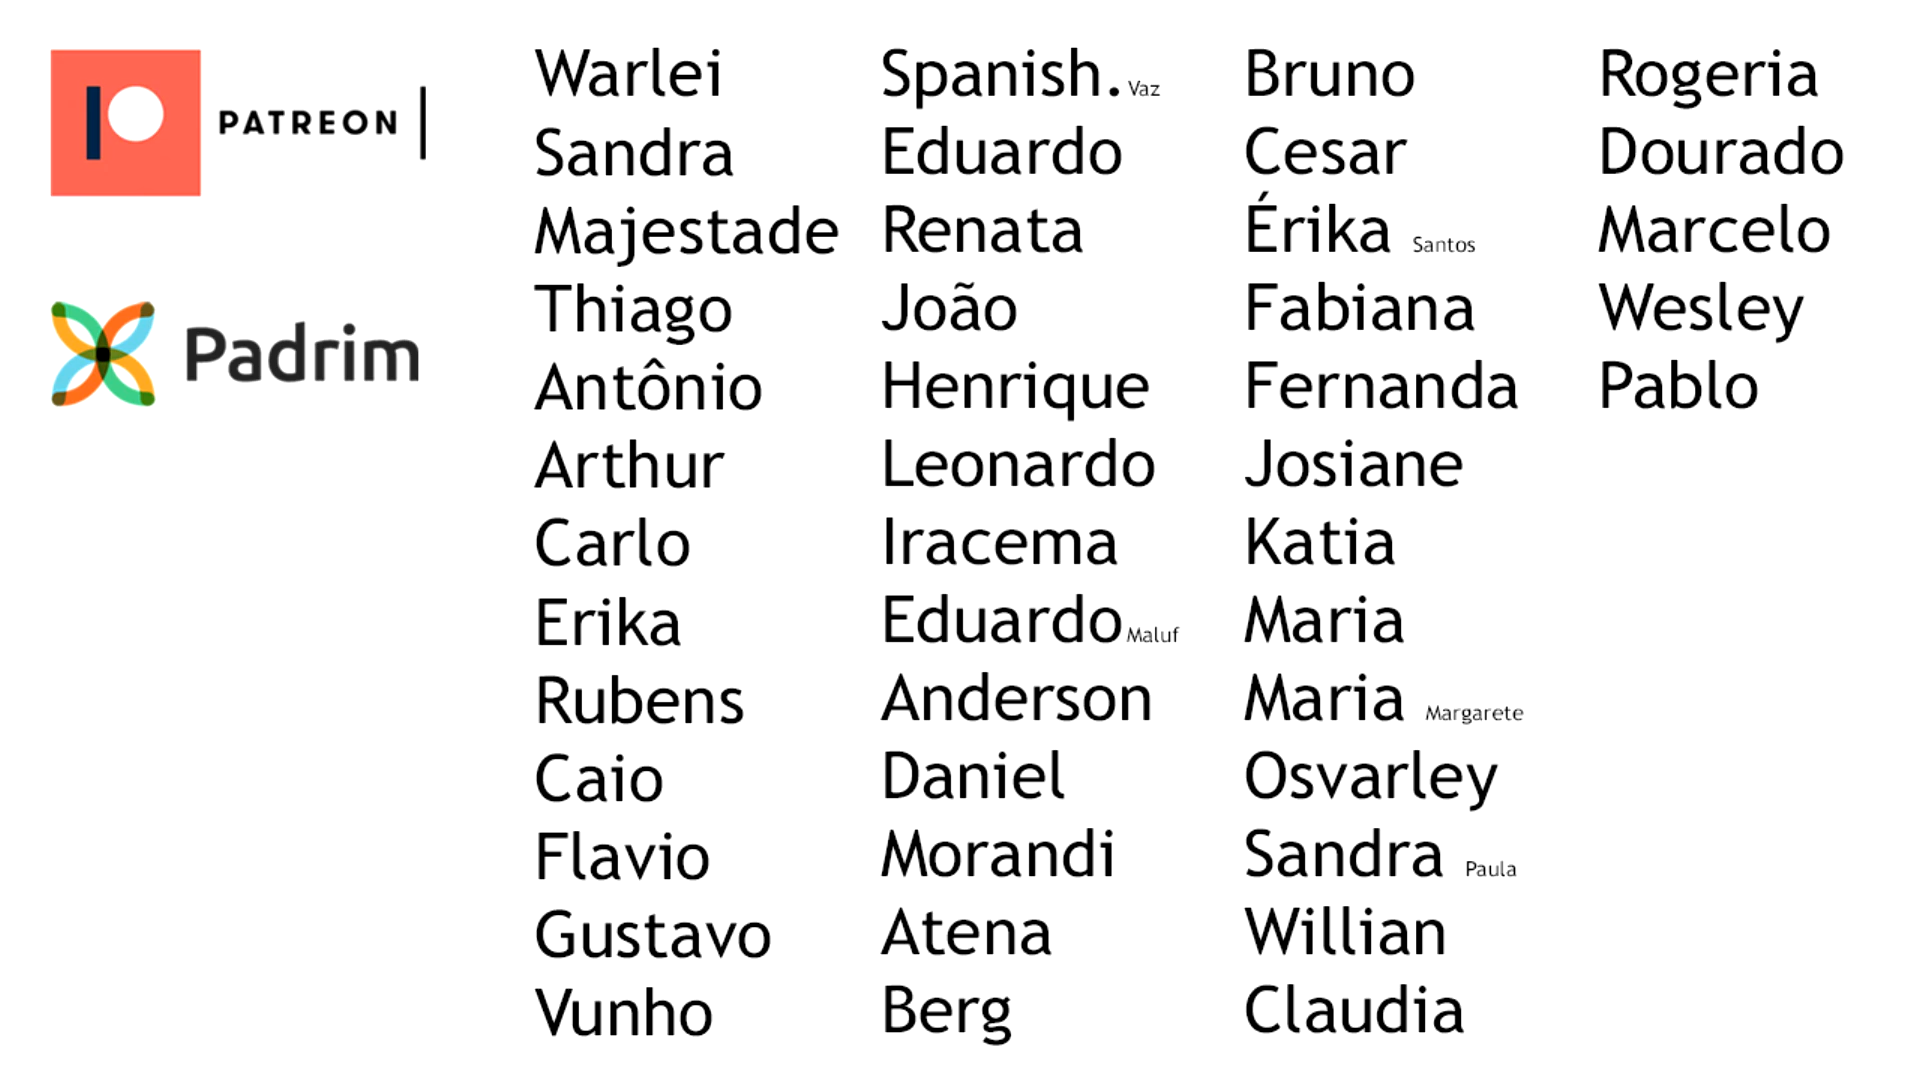 PATREON
Padrim
Warlei
Sandra
Majestade
Thiago
Antônio
Arthur
Carlo
Erika
Rubens
Caio
Flavio
Gustavo
Vunho
Spanish. Vaz
Eduardo
Renata
João
Henrique
Leonardo
Iracema
Eduardo Maluf
Anderson
Daniel
Morandi
Atena
Berg
Bruno
Cesar
Érika Santos
Fabiana
Fernanda
Josiane
Katia
Maria
Maria Margarete
Osvarley
Sandra Paula
Willian
Claudia
Rogeria
Dourado
Marcelo
Wesley
Pablo